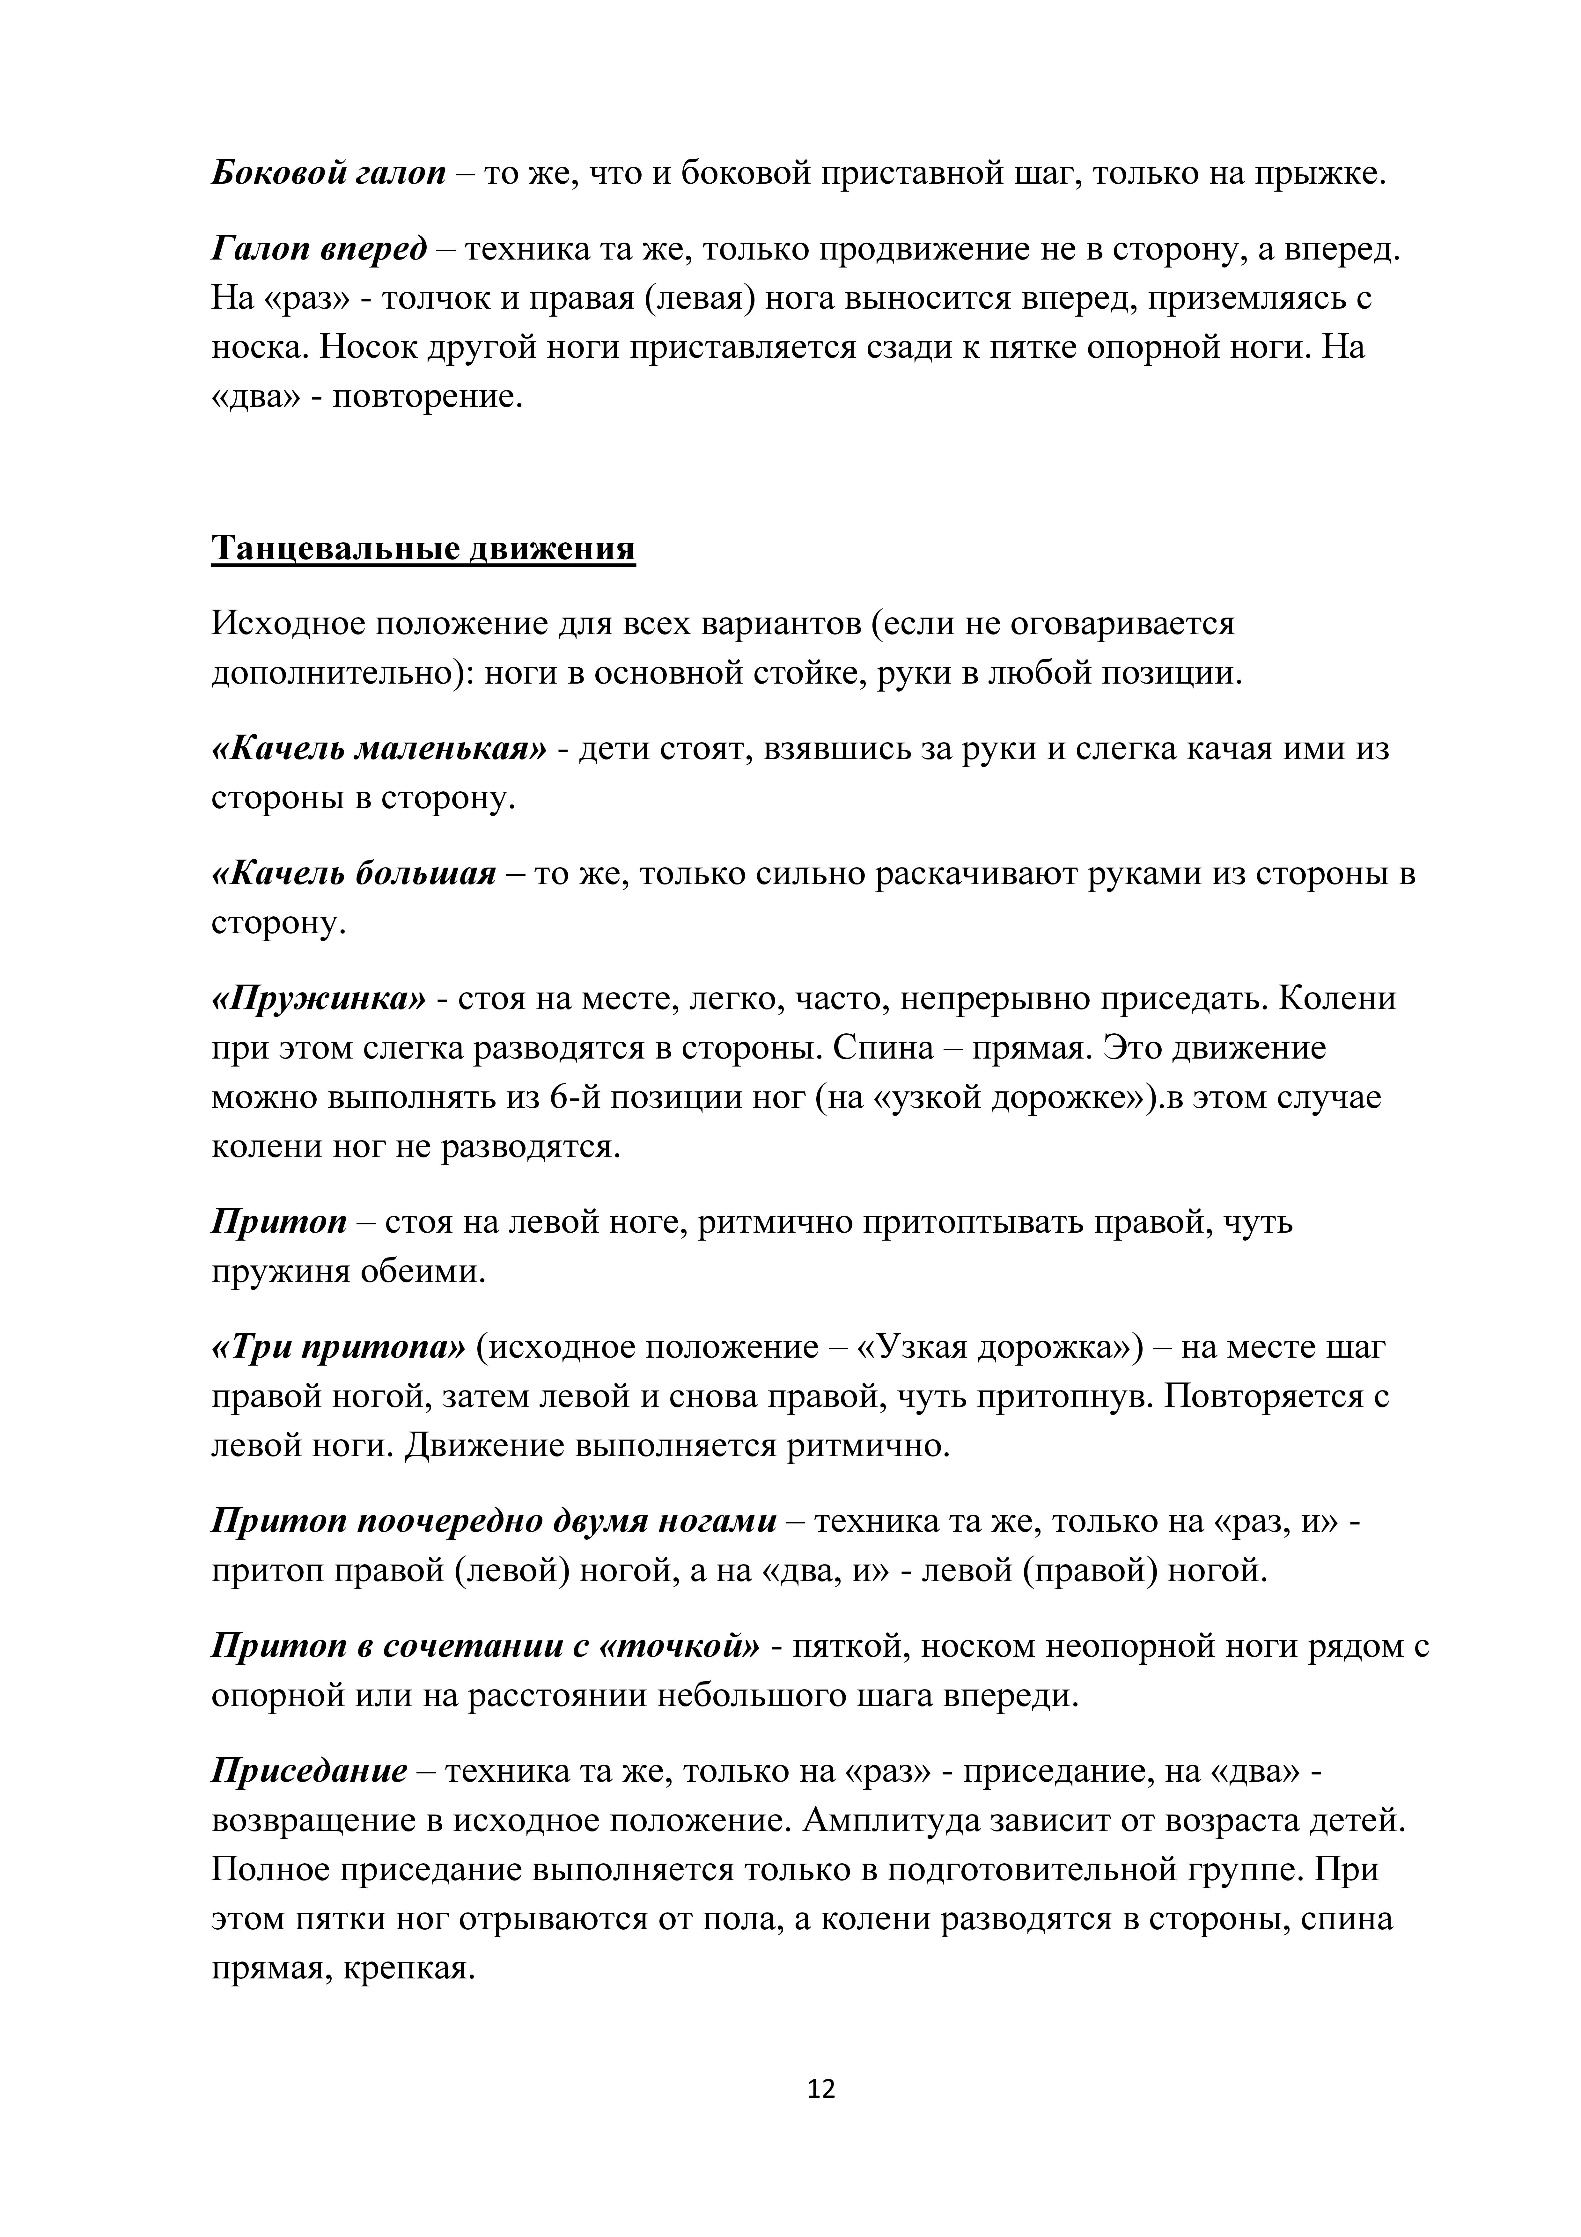 Боковой галоп – то же, что и боковой приставной шаг, только на прыжке.
Галоп вперед – техника та же, только продвижение не в сторону, а вперед.
На «раз» - толчок и правая (левая) нога выносится вперед, приземляясь с
носка. Носок другой ноги приставляется сзади к пятке опорной ноги. На
«два» - повторение.
Танцевальные движения
Исходное положение для всех вариантов (если не оговаривается
дополнительно): ноги в основной стойке, руки в любой позиции.
«Качель маленькая» - дети стоят, взявшись за руки и слегка качая ими из
стороны в сторону.
«Качель большая – то же, только сильно раскачивают руками из стороны в
сторону.
«Пружинка» - стоя на месте, легко, часто, непрерывно приседать. Колени
при этом слегка разводятся в стороны. Спина – прямая. Это движение
можно выполнять из 6-й позиции ног (на «узкой дорожке»).в этом случае
колени ног не разводятся.
Притоп – стоя на левой ноге, ритмично притоптывать правой, чуть
пружиня обеими.
«Три притопа» (исходное положение – «Узкая дорожка») – на месте шаг
правой ногой, затем левой и снова правой, чуть притопнув. Повторяется с
левой ноги. Движение выполняется ритмично.
Притоп поочередно двумя ногами – техника та же, только на «раз, и» -
притоп правой (левой) ногой, а на «два, и» - левой (правой) ногой.
Притоп в сочетании с «точкой» - пяткой, носком неопорной ноги рядом с
опорной или на расстоянии небольшого шага впереди.
Приседание – техника та же, только на «раз» - приседание, на «два» -
возвращение в исходное положение. Амплитуда зависит от возраста детей.
Полное приседание выполняется только в подготовительной группе. При
этом пятки ног отрываются от пола, а колени разводятся в стороны, спина
прямая, крепкая.
12